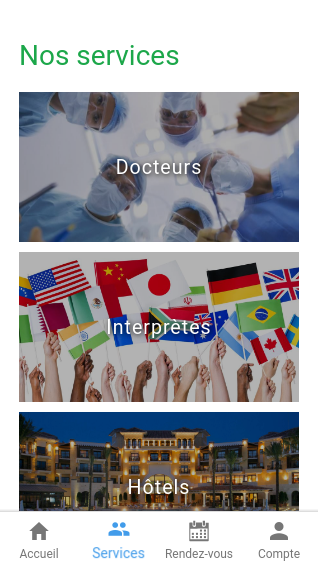 Nos services
Docteurs
Interprètes
Hôtels
Accueil
Services
Rendez-vous
Compte